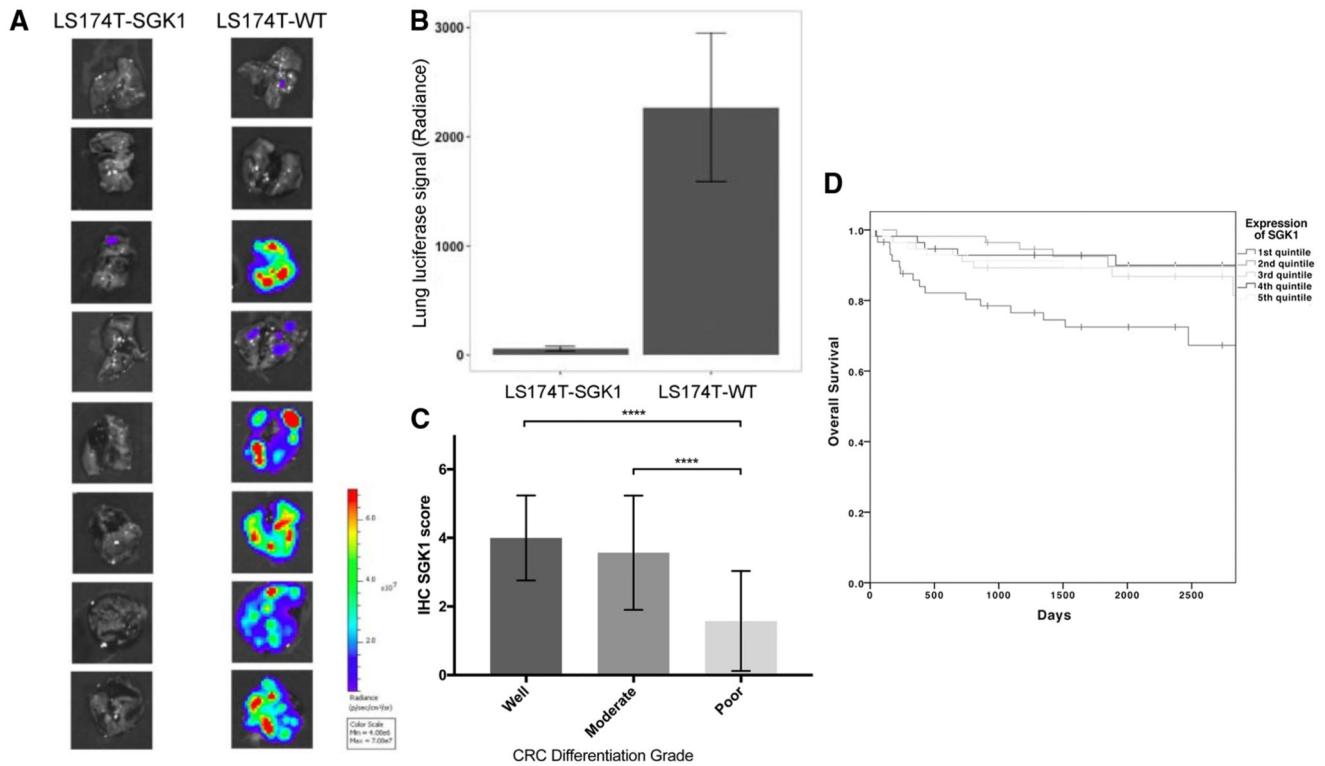 A
LS174T-SGK1
LS174T-WT
6.0
4.0
x10⁷
2.0
Radiance
(p/sec/cm²/sr)
Color Scale
Min = 4.00e6
Max = 7.00e7
B
Lung luciferase signal (Radiance)
3000
2000
1000
0
LS174T-SGK1
LS174T-WT
C
****
****
IHC SGK1 score
6
4
2
0
Well
Moderate
Poor
CRC Differentiation Grade
D
Overall Survival
1.0
0.8
0.6
0.4
0.2
0.0
0
500
1000
1500
2000
2500
Days
Expression
of SGK1
1st quintile
2nd quintile
3rd quintile
4th quintile
5th quintile